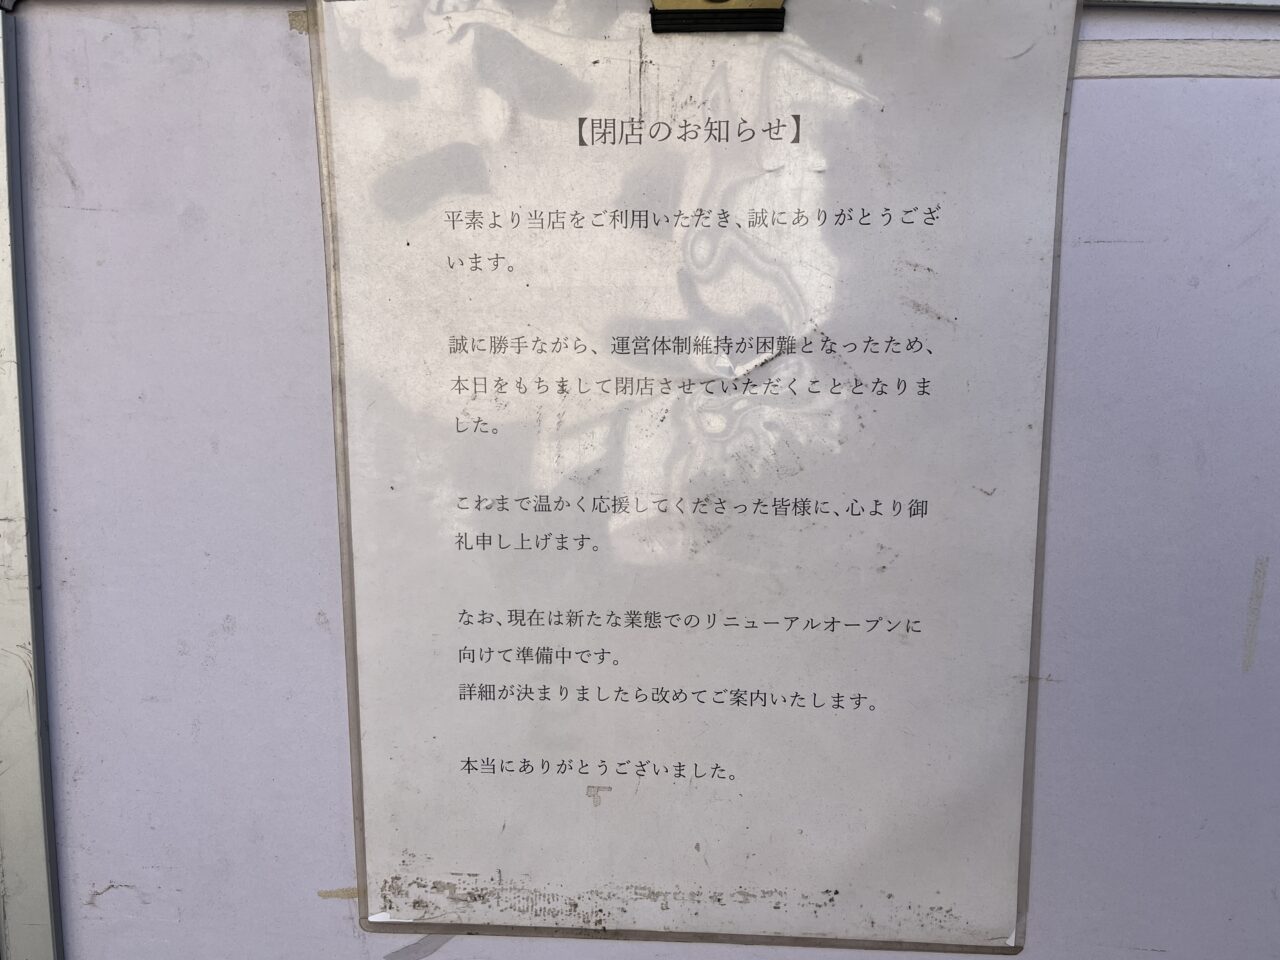 【閉店のお知らせ】
平素より当店をご利用いただき、誠にありがとうござ
います。
誠に勝手ながら、運営体制維持が困難となったため、
本日をもちまして閉店させていただくこととなりま
した。
これまで温かく応援してくださった皆様に、心より御
礼申し上げます。
なお、現在は新たな業態でのリニューアルオープンに
向けて準備中です。
詳細が決まりましたら改めてご案内いたします。
本当にありがとうございました。